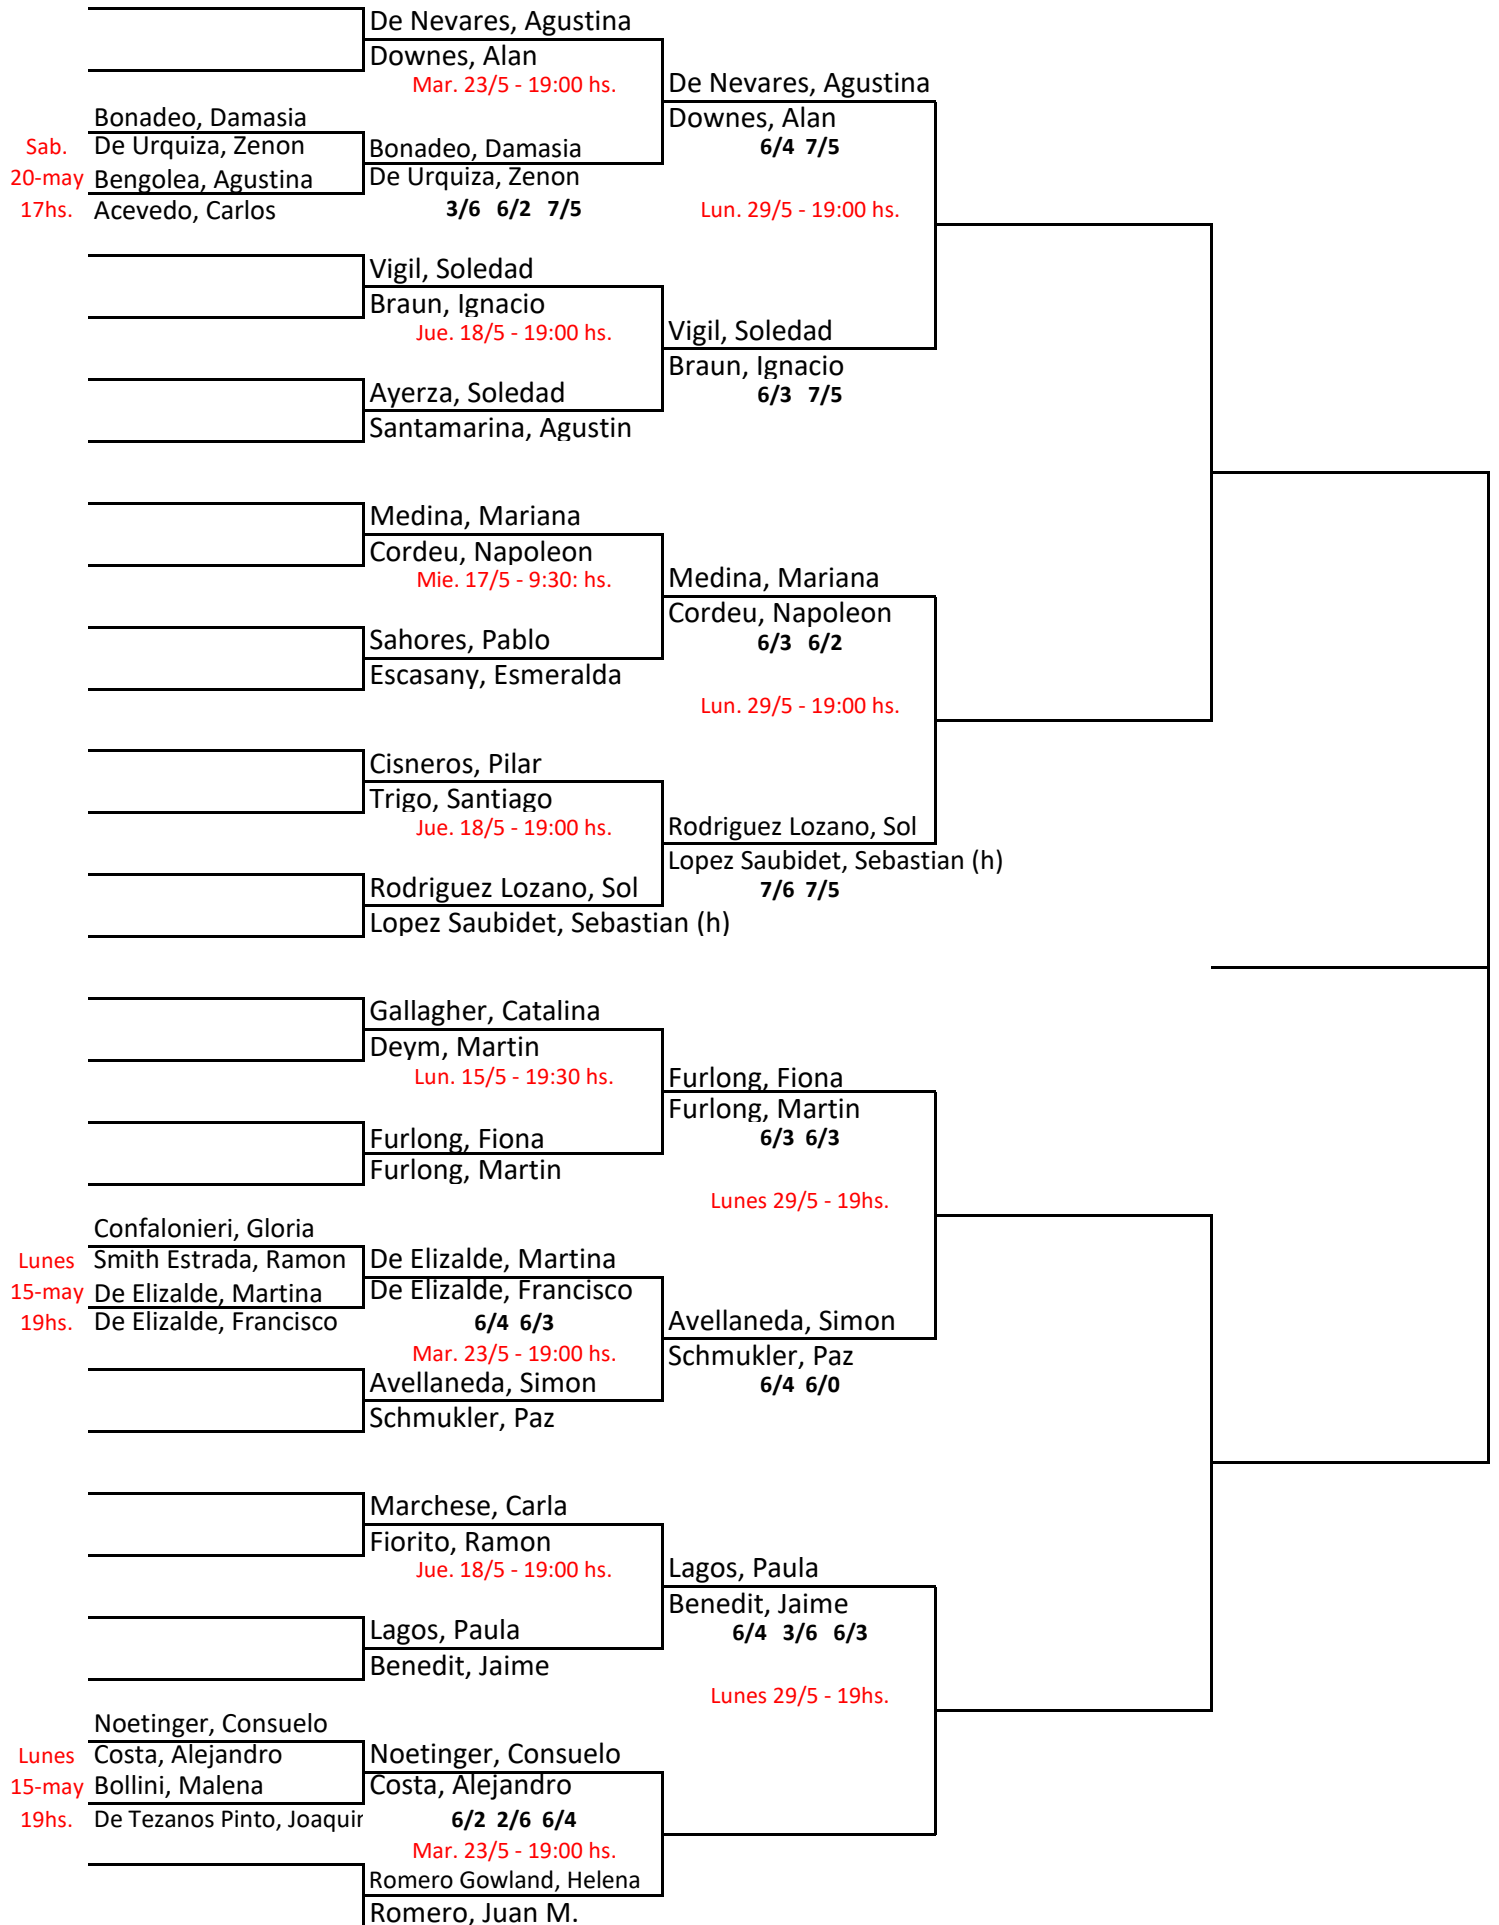 De Nevares, Agustina
Downes, Alan
Mar. 23/5 - 19:00 hs.
De Nevares, Agustina
Downes, Alan
6/4 7/5
Bonadeo, Damasia
Sab. De Urquiza, Zenon
20-may Bengolea, Agustina
17hs. Acevedo, Carlos
Bonadeo, Damasia
De Urquiza, Zenon
3/6 6/2 7/5
Lun. 29/5 - 19:00 hs.
Vigil, Soledad
Braun, Ignacio
Jue. 18/5 - 19:00 hs.
Vigil, Soledad
Braun, Ignacio
6/3 7/5
Ayerza, Soledad
Santamarina, Agustin
Medina, Mariana
Cordeu, Napoleon
Mie. 17/5 - 9:30: hs.
Medina, Mariana
Cordeu, Napoleon
6/3 6/2
Sahores, Pablo
Escasany, Esmeralda
Lun. 29/5 - 19:00 hs.
Cisneros, Pilar
Trigo, Santiago
Jue. 18/5 - 19:00 hs.
Rodriguez Lozano, Sol
Lopez Saubidet, Sebastian (h)
7/6 7/5
Rodriguez Lozano, Sol
Lopez Saubidet, Sebastian (h)
Gallagher, Catalina
Deym, Martin
Lun. 15/5 - 19:30 hs.
Furlong, Fiona
Furlong, Martin
6/3 6/3
Furlong, Fiona
Furlong, Martin
Lunes 29/5 - 19hs.
Confalonieri, Gloria
Lunes Smith Estrada, Ramon
15-may De Elizalde, Martina
19hs. De Elizalde, Francisco
De Elizalde, Martina
De Elizalde, Francisco
6/4 6/3
Mar. 23/5 - 19:00 hs.
Avellaneda, Simon
Schmukler, Paz
6/4 6/0
Avellaneda, Simon
Schmukler, Paz
Marchese, Carla
Fiorito, Ramon
Jue. 18/5 - 19:00 hs.
Lagos, Paula
Benedit, Jaime
6/4 3/6 6/3
Lagos, Paula
Benedit, Jaime
Lunes 29/5 - 19hs.
Noetinger, Consuelo
Lunes Costa, Alejandro
15-may Bollini, Malena
19hs. De Tezanos Pinto, Joaquir
Noetinger, Consuelo
Costa, Alejandro
6/2 2/6 6/4
Mar. 23/5 - 19:00 hs.
Romero Gowland, Helena
Romero, Juan M.